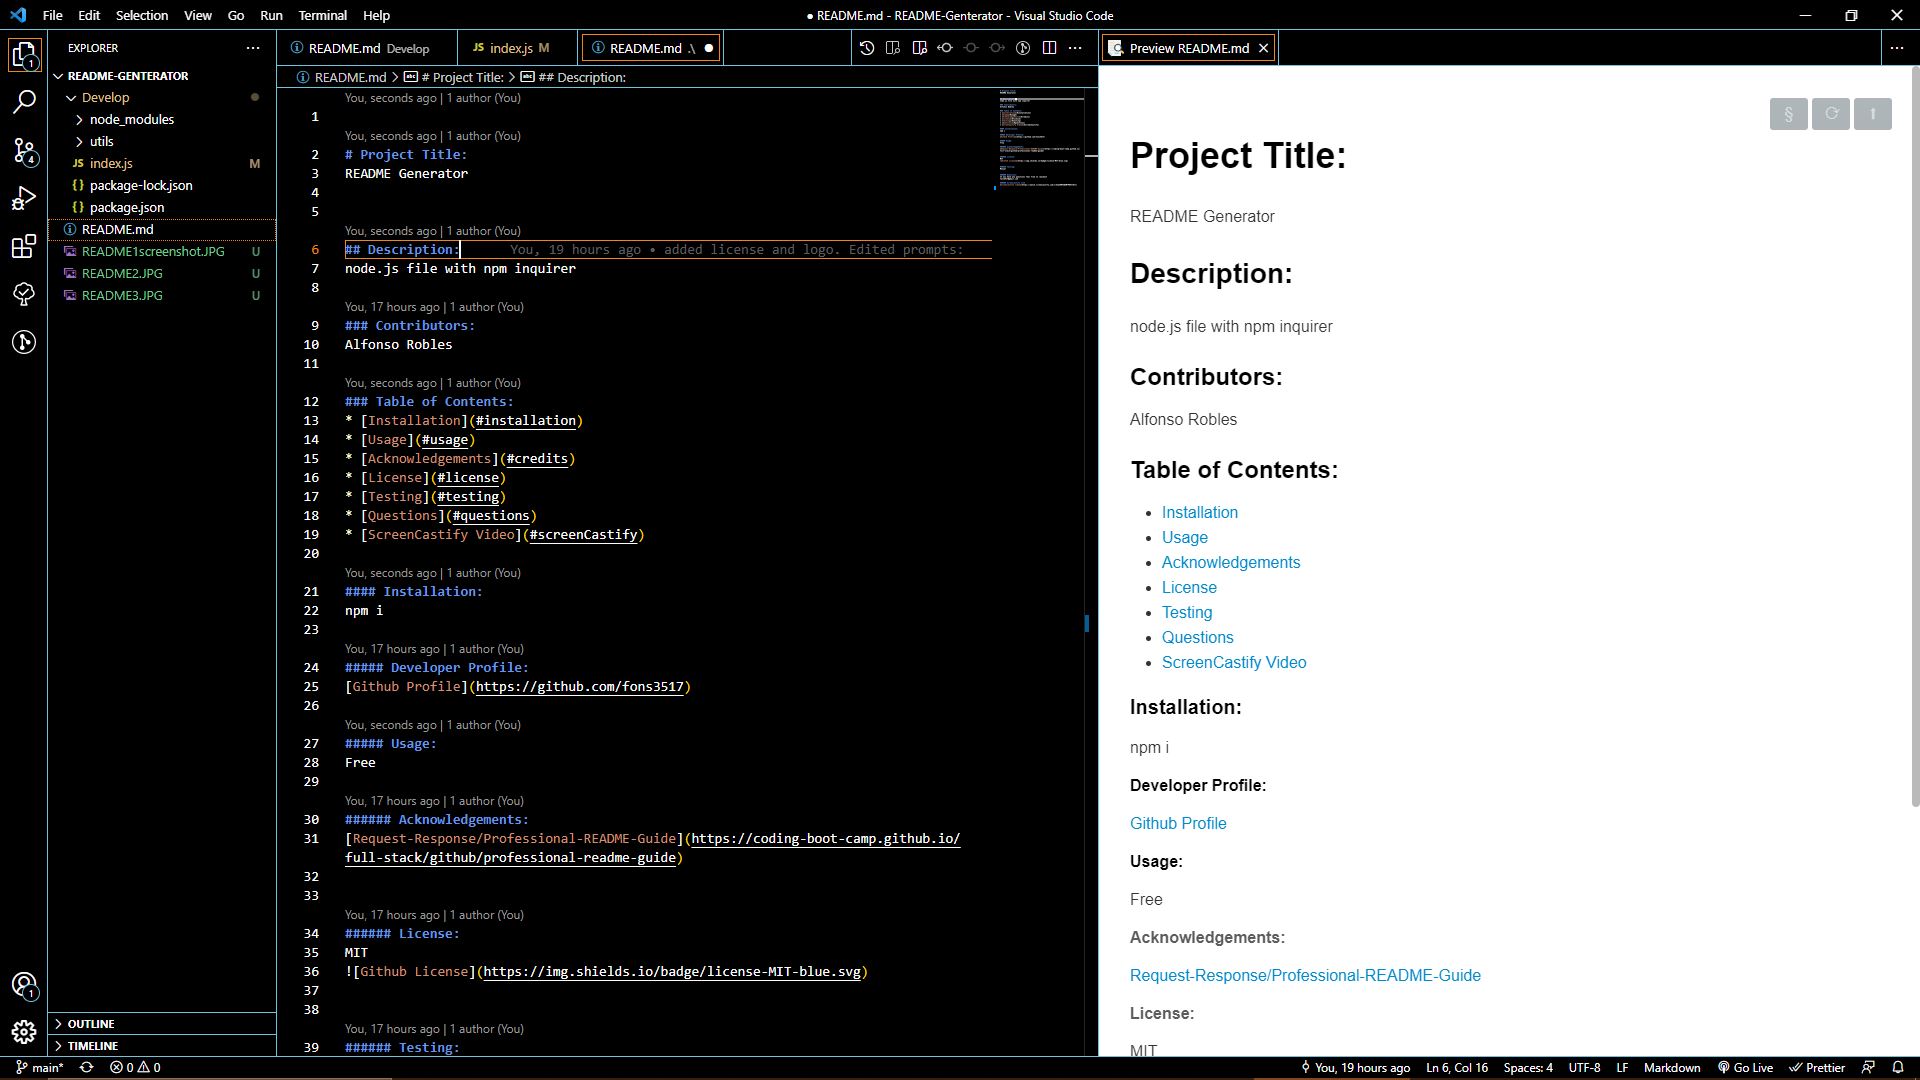 File Edit Selection View Go Run Terminal Help
● README.md - README-Genterator - Visual Studio Code
EXPLORER
README-GENTERATOR
Develop
node_modules
utils
JS index.js M
{} package-lock.json
{} package.json
README.md
README1screenshot.JPG U
README2.JPG U
README3.JPG U
OUTLINE
TIMELINE
1
4
1
README.md Develop
JS index.js M
README.md .\
README.md > # Project Title: > ## Description:
You, seconds ago | 1 author (You)
1
You, seconds ago | 1 author (You)
2 # Project Title:
3 README Generator
4
5
You, seconds ago | 1 author (You)
6 ## Description: You, 19 hours ago • added license and logo. Edited prompts:
7 node.js file with npm inquirer
8
You, 17 hours ago | 1 author (You)
9 ### Contributors:
10 Alfonso Robles
11
You, seconds ago | 1 author (You)
12 ### Table of Contents:
13 * [Installation](#installation)
14 * [Usage](#usage)
15 * [Acknowledgements](#credits)
16 * [License](#license)
17 * [Testing](#testing)
18 * [Questions](#questions)
19 * [ScreenCastify Video](#screenCastify)
20
You, seconds ago | 1 author (You)
21 #### Installation:
22 npm i
23
You, 17 hours ago | 1 author (You)
24 ##### Developer Profile:
25 [Github Profile](https://github.com/fons3517)
26
You, seconds ago | 1 author (You)
27 ##### Usage:
28 Free
29
You, 17 hours ago | 1 author (You)
30 ###### Acknowledgements:
31 [Request-Response/Professional-README-Guide](https://coding-boot-camp.github.io/
full-stack/github/professional-readme-guide)
32
33
You, 17 hours ago | 1 author (You)
34 ###### License:
35 MIT
36 ![Github License](https://img.shields.io/badge/license-MIT-blue.svg)
37
38
You, 17 hours ago | 1 author (You)
39 ###### Testing:
Preview README.md
§
Project Title:
README Generator
Description:
node.js file with npm inquirer
Contributors:
Alfonso Robles
Table of Contents:
• Installation
• Usage
• Acknowledgements
• License
• Testing
• Questions
• ScreenCastify Video
Installation:
npm i
Developer Profile:
Github Profile
Usage:
Free
Acknowledgements:
Request-Response/Professional-README-Guide
License:
MIT
main* 0 0
You, 19 hours ago Ln 6, Col 16 Spaces: 4 UTF-8 LF Markdown Go Live Prettier